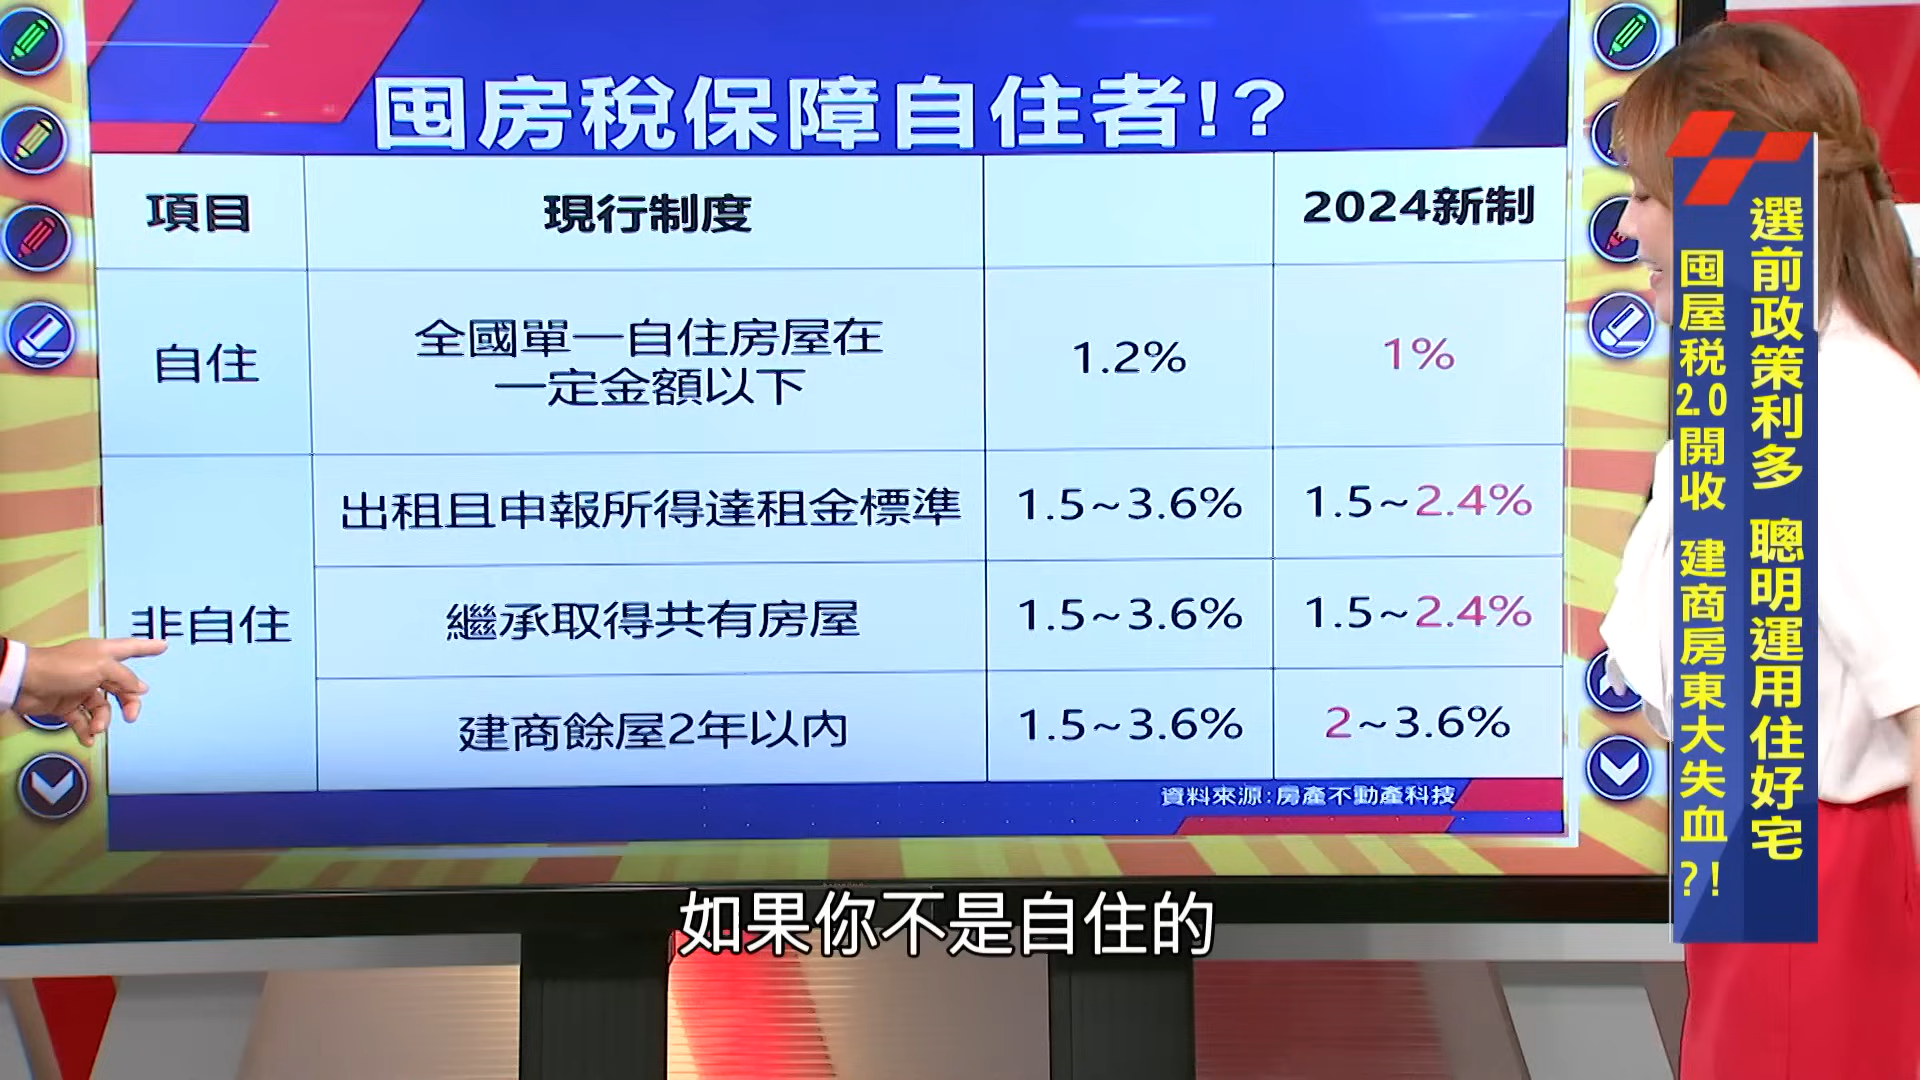 囤房稅保障自住者!?
項目
現行制度
2024新制
自住
全國單一自住房屋在
一定金額以下
1.2%
1%
非自住
出租且申報所得達租金標準
1.5~3.6%
1.5~2.4%
繼承取得共有房屋
1.5~3.6%
1.5~2.4%
建商餘屋2年以內
1.5~3.6%
2~3.6%
資料來源:房產不動產科技
選前政策利多 聰明運用住好宅
囤屋稅2.0開收 建商房東大失血?!
如果你不是自住的